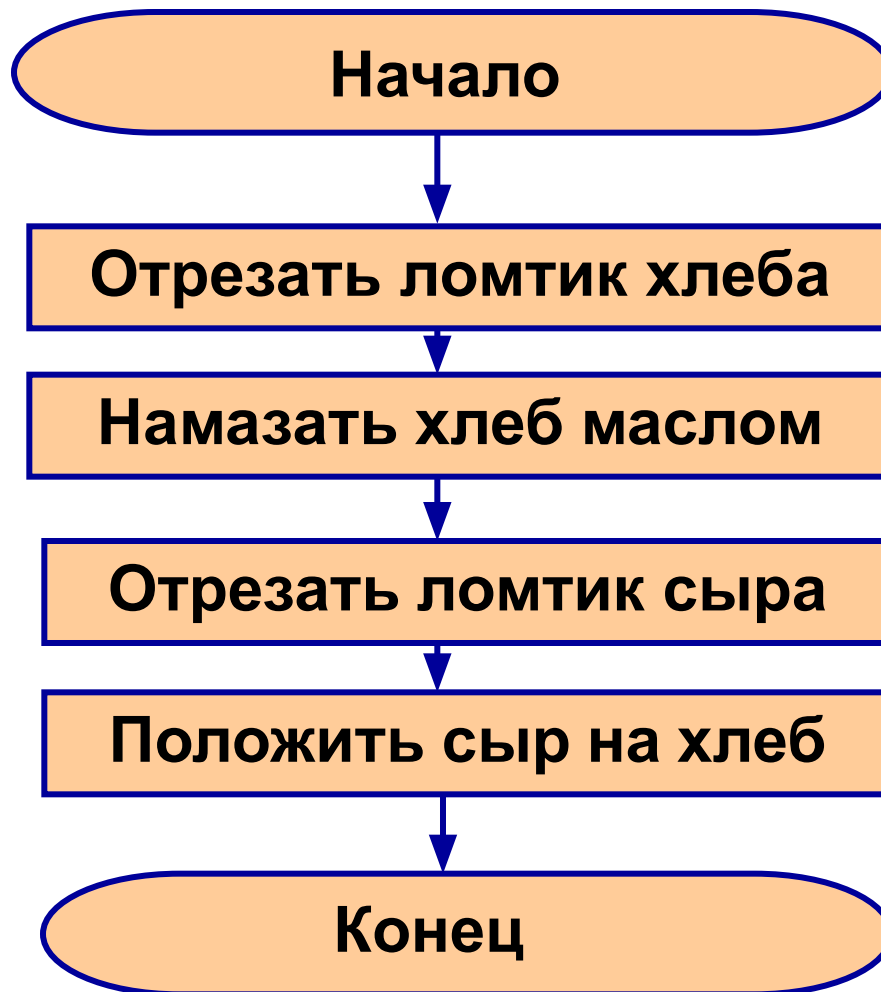 Начало
Отрезать ломтик хлеба
Намазать хлеб маслом
Отрезать ломтик сыра
Положить сыр на хлеб
Конец